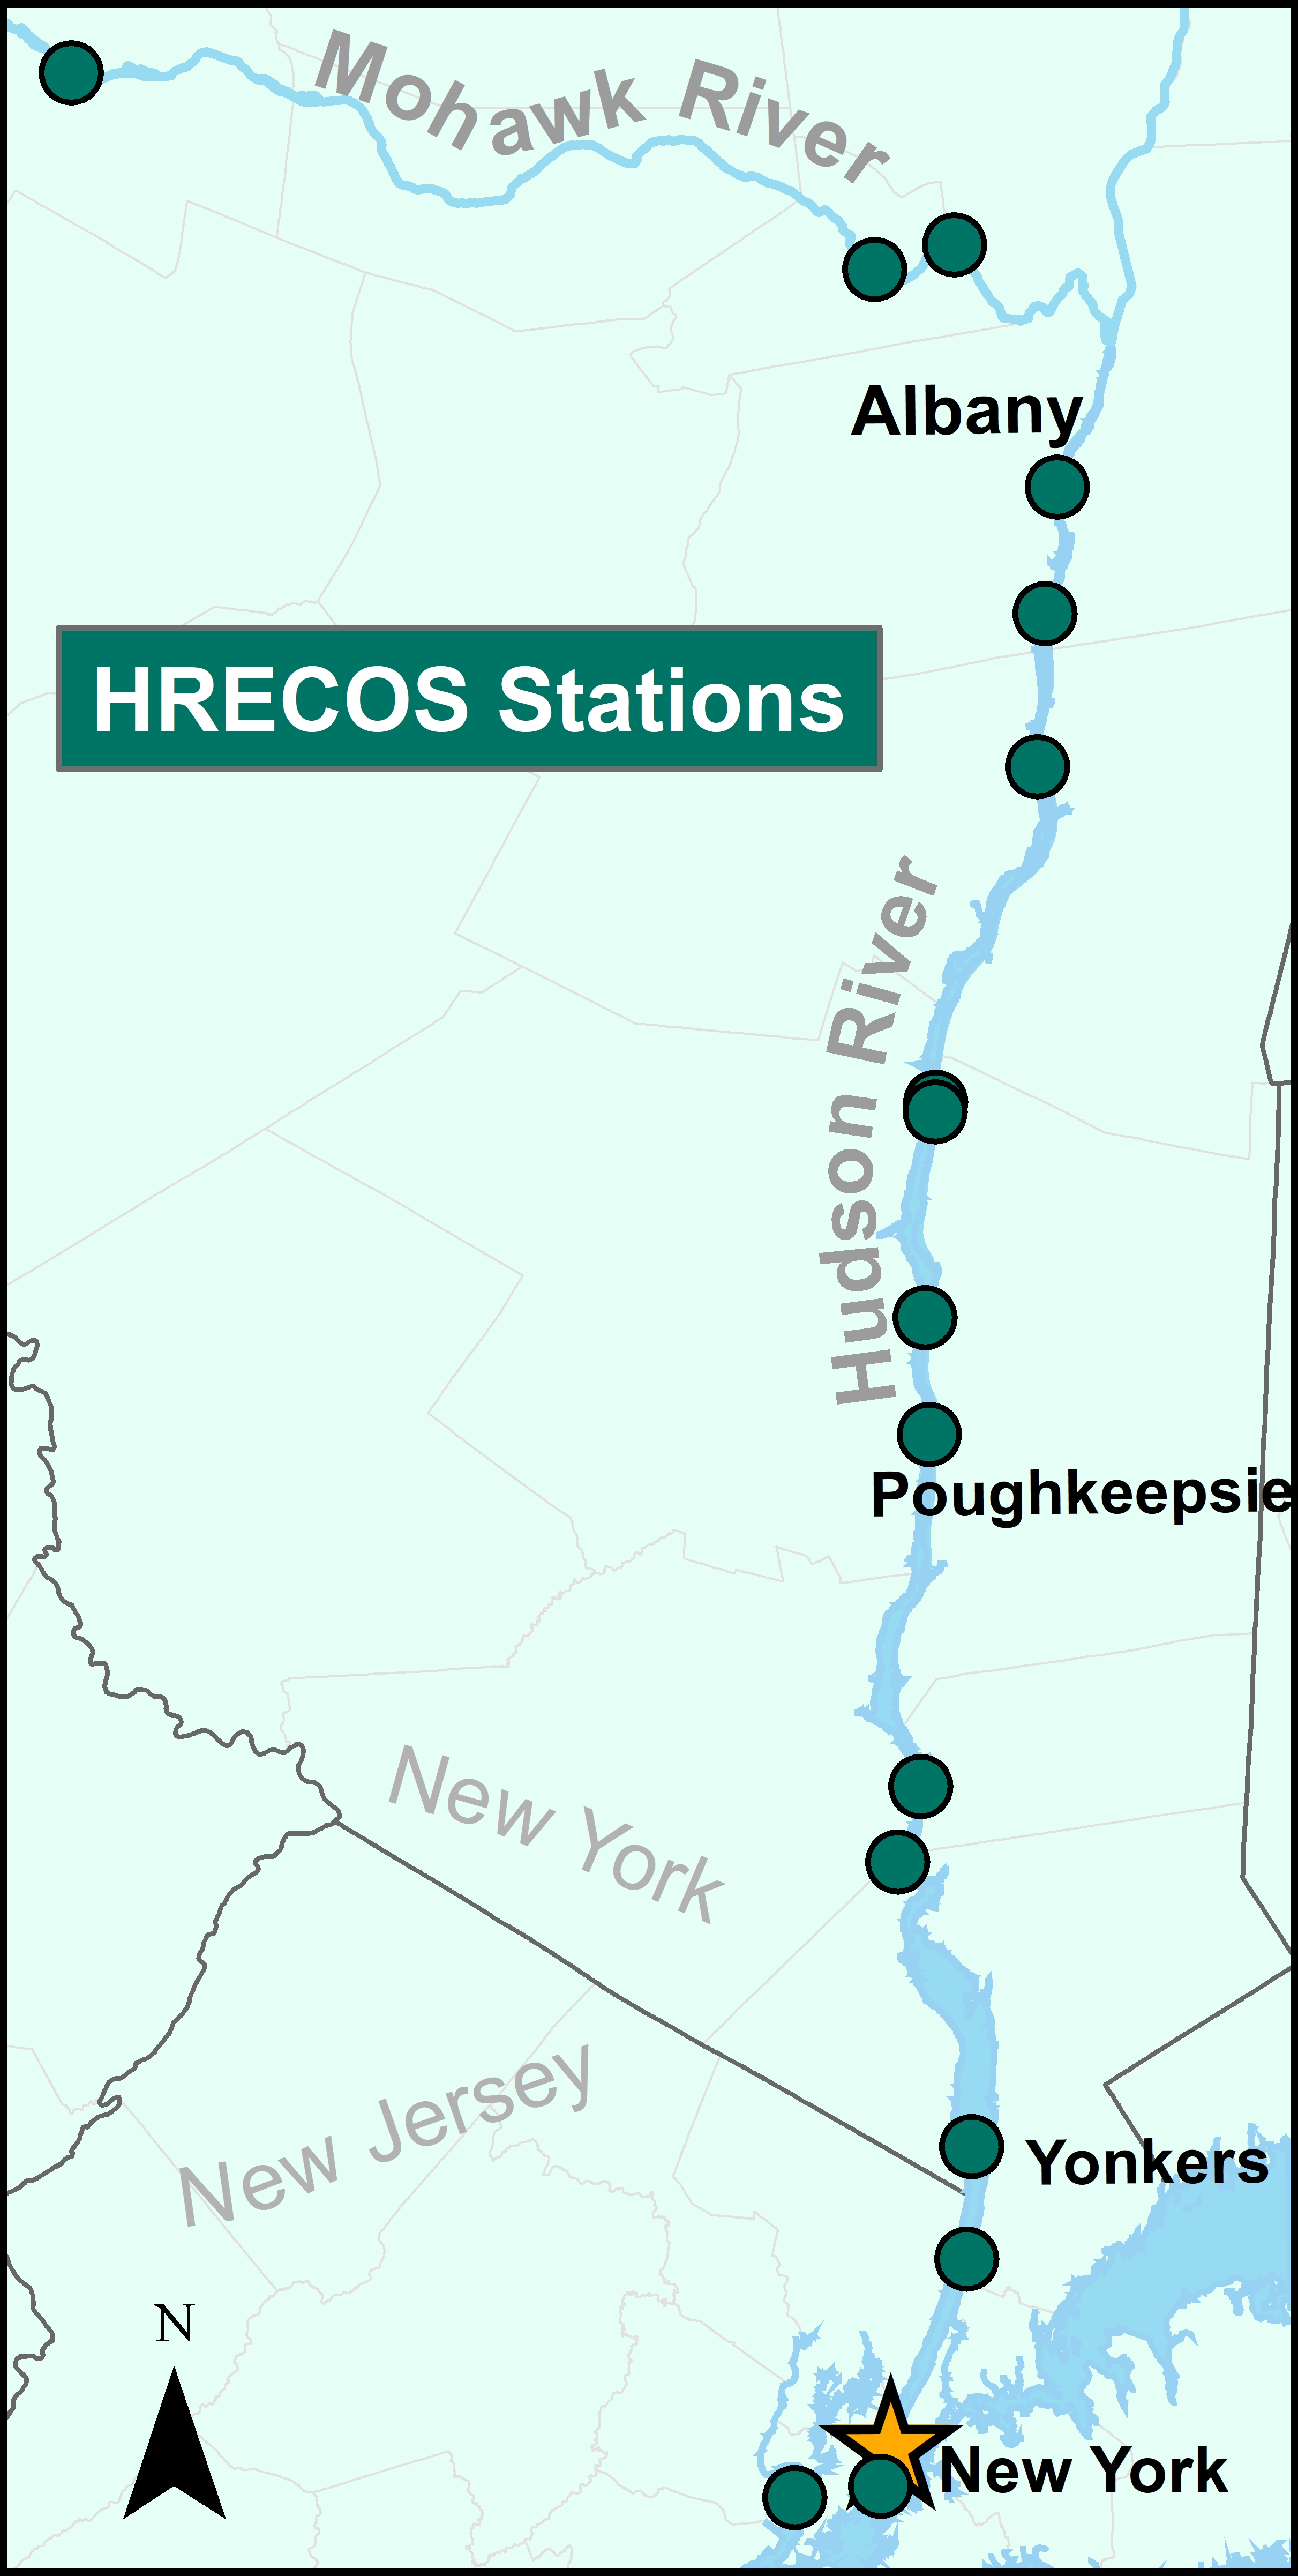 Mohawk River
Albany
HRECOS Stations
Hudson River
Poughkeepsie
New York
New Jersey
Yonkers
N
New York